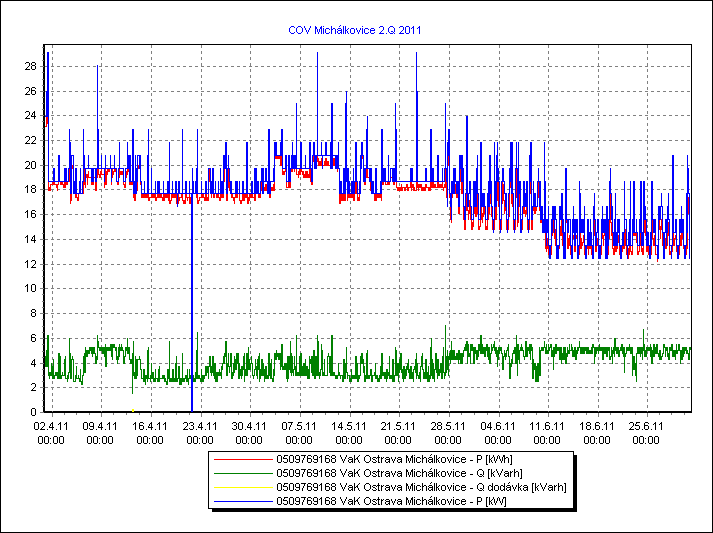 COV Michálkovice 2.Q 2011
28
26
24
22
20
18
16
14
12
10
8
6
4
2
0
02.4.11 09.4.11 16.4.11 23.4.11 30.4.11 07.5.11 14.5.11 21.5.11 28.5.11 04.6.11 11.6.11 18.6.11 25.6.11
00:00 00:00 00:00 00:00 00:00 00:00 00:00 00:00 00:00 00:00 00:00 00:00 00:00
0509769168 VaK Ostrava Michálkovice - P [kWh]
0509769168 VaK Ostrava Michálkovice - Q [kVarh]
0509769168 VaK Ostrava Michálkovice - Q dodávka [kVarh]
0509769168 VaK Ostrava Michálkovice - P [kW]